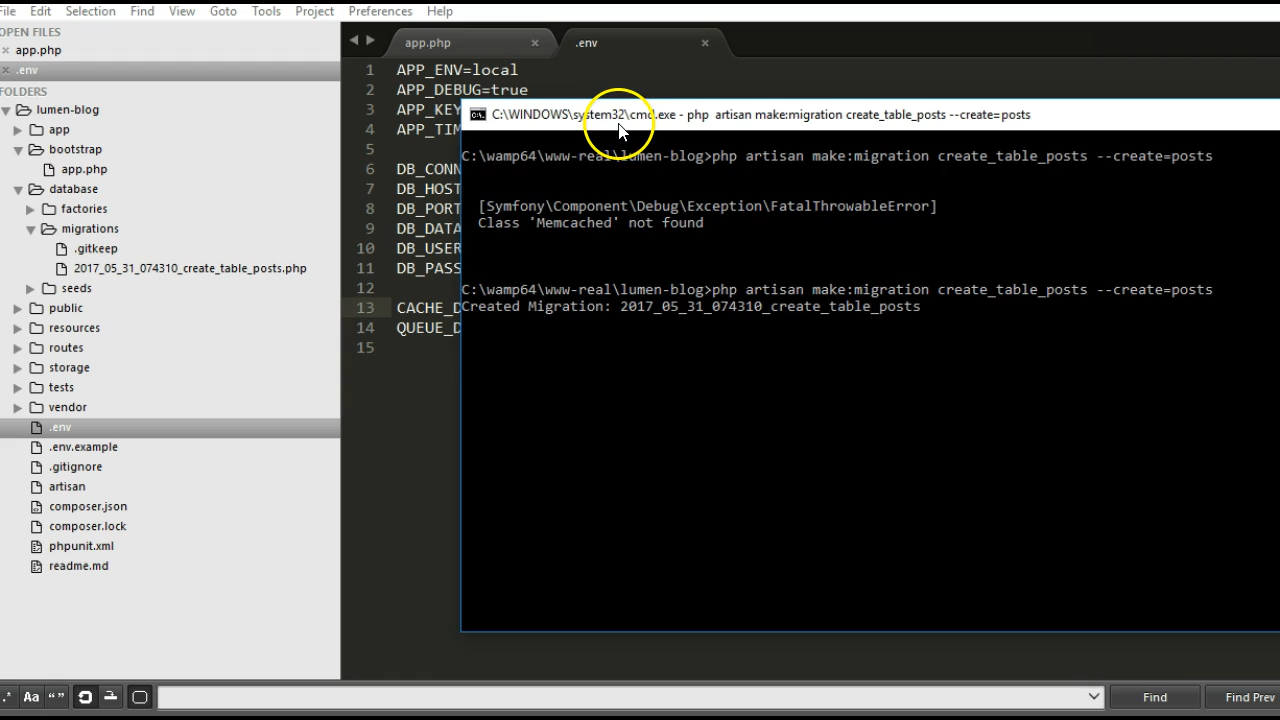 File Edit Selection Find View Goto Tools Project Preferences Help
OPEN FILES
app.php
.env
FOLDERS
lumen-blog
app
bootstrap
app.php
database
factories
migrations
.gitkeep
2017_05_31_074310_create_table_posts.php
seeds
public
resources
routes
storage
tests
vendor
.env
.env.example
.gitignore
artisan
composer.json
composer.lock
phpunit.xml
readme.md
app.php
.env
1 APP_ENV=local
2 APP_DEBUG=true
3 APP_KEY
4 APP_TIM
5
6 DB_CONN
7 DB_HOST
8 DB_PORT
9 DB_DATA
10 DB_USER
11 DB_PASS
12
13 CACHE_D
14 QUEUE_D
15
C:\WINDOWS\system32\cmd.exe - php artisan make:migration create_table_posts --create=posts
C:\wamp64\www-real\lumen-blog>php artisan make:migration create_table_posts --create=posts
[Symfony\Component\Debug\Exception\FatalThrowableError]
Class 'Memcached' not found
C:\wamp64\www-real\lumen-blog>php artisan make:migration create_table_posts --create=posts
Created Migration: 2017_05_31_074310_create_table_posts
.* Aa “ ” Find Find Prev